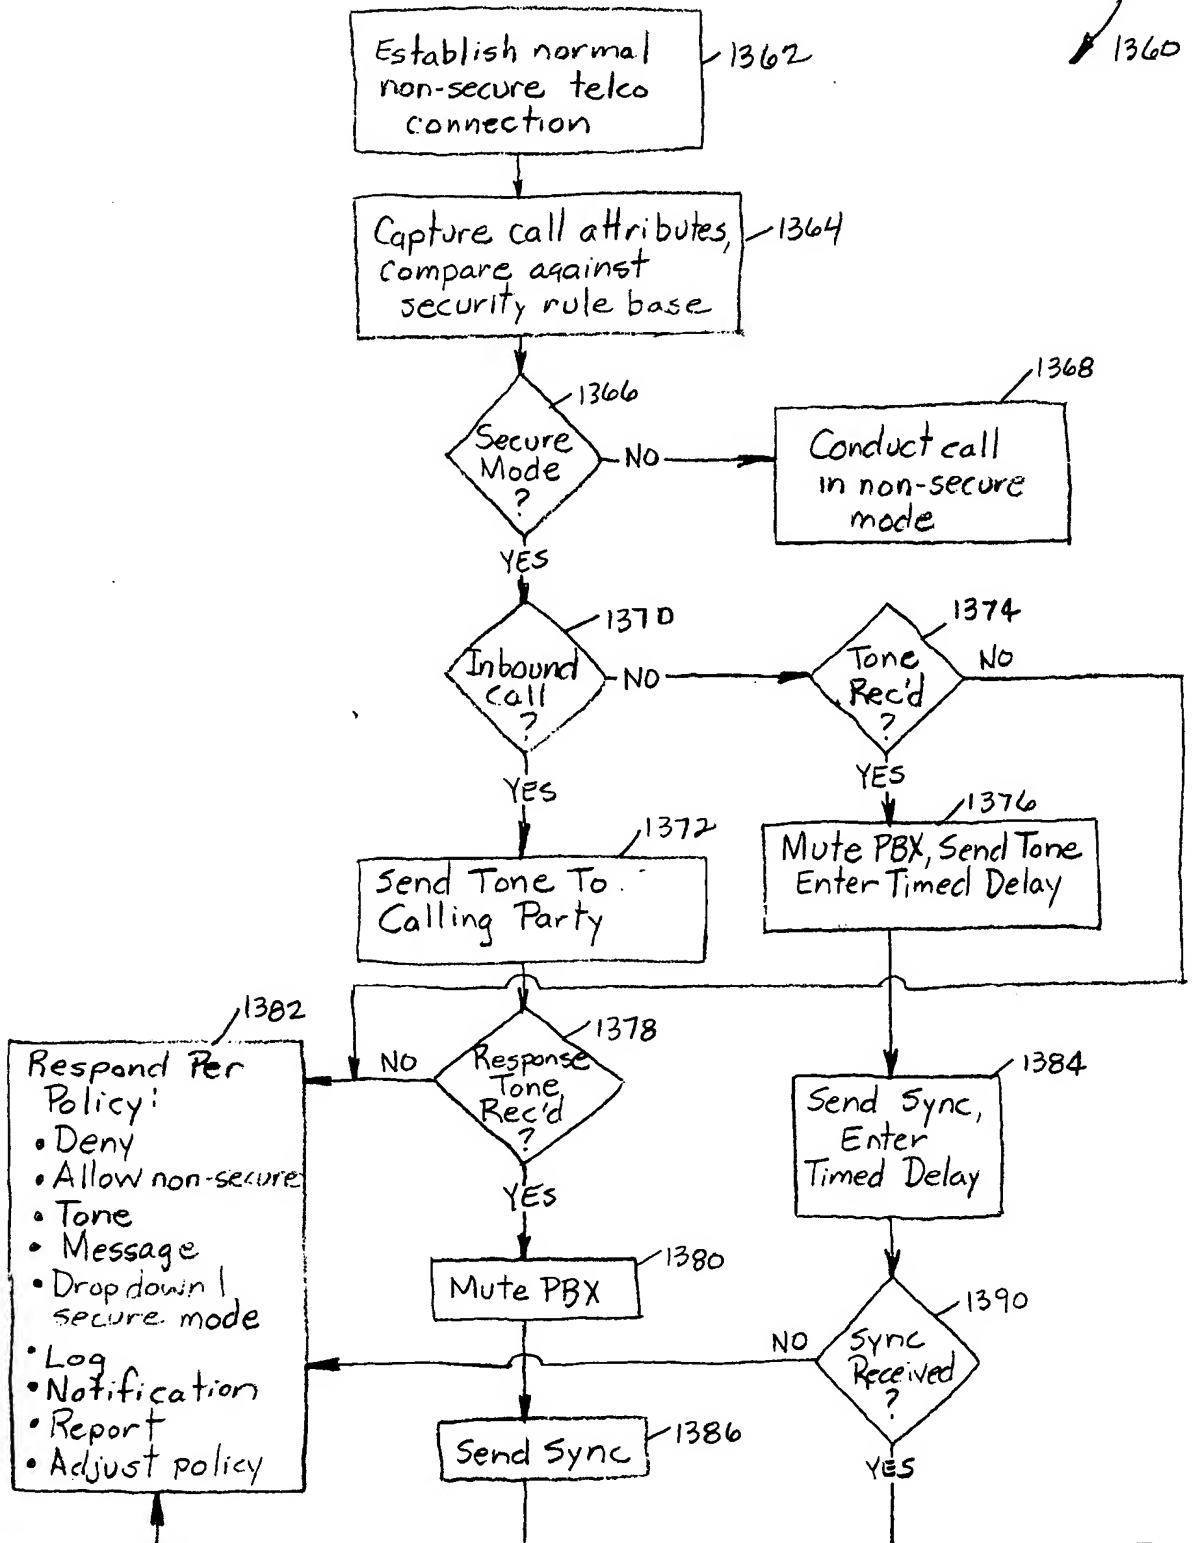 1360
Establish normal
non-secure telco
connection
1362
Capture call attributes,
compare against
security rule base
1364
1366
Secure
Mode
?
NO
1368
Conduct call
in non-secure
mode
YES
1370
Inbound
Call
?
NO
1374
Tone
Rec'd
?
NO
YES
YES
1372
Send Tone To
Calling Party
1376
Mute PBX, Send Tone
Enter Timed Delay
1382
Respond Per
Policy:
• Deny
• Allow non-secure
• Tone
• Message
• Drop down 1
secure mode
• Log
• Notification
• Report
• Adjust policy
NO
1378
Response
Tone
Rec'd
?
YES
1384
Send Sync,
Enter
Timed Delay
1380
Mute PBX
1390
Sync
Received
?
NO
YES
1386
Send Sync